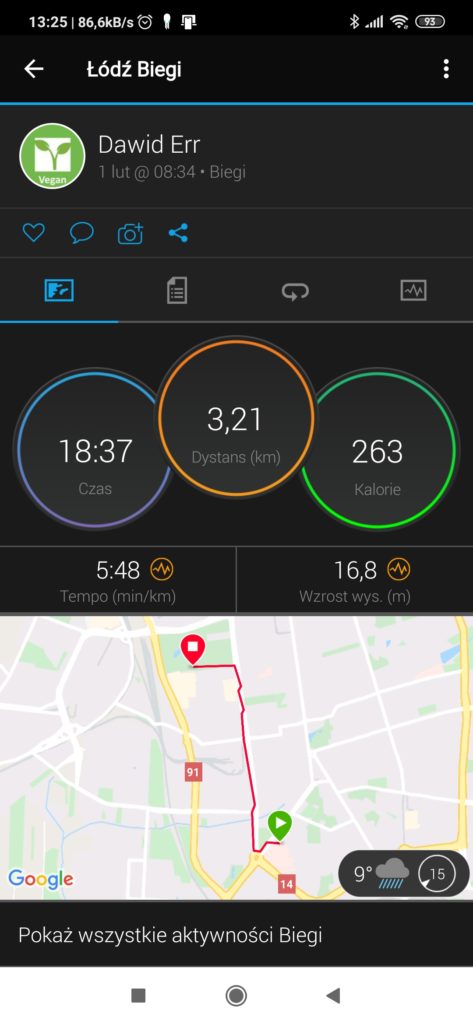 13:25 | 86,6kB/s 93
Łódź Biegi
Dawid Err
1 lut @ 08:34 • Biegi
Vegan
18:37
Czas
3,21
Dystans (km)
263
Kalorie
5:48
Tempo (min/km)
16,8
Wzrost wys. (m)
91
14
Google
9° 15
Pokaż wszystkie aktywności Biegi